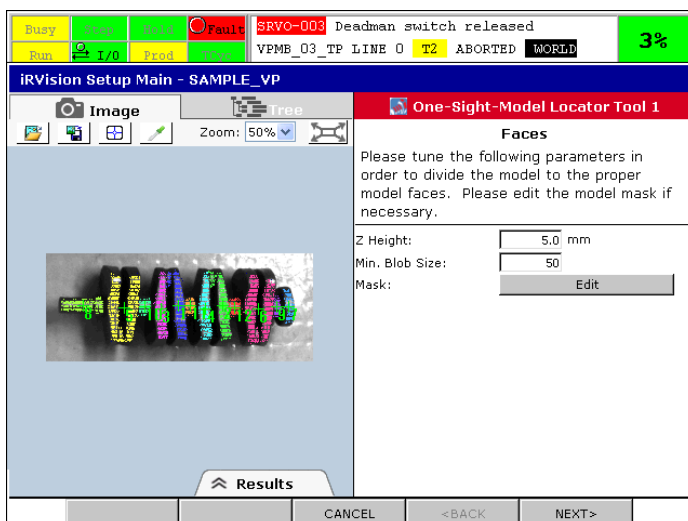 Busy Step Hold Fault SRVO-003 Deadman switch released
Run I/O Prod TCyc VPMB_03_TP LINE 0 T2 ABORTED WORLD 3%
iRVision Setup Main - SAMPLE_VP
Image Tree One-Sight-Model Locator Tool 1
Zoom: 50%
Faces
Please tune the following parameters in
order to divide the model to the proper
model faces. Please edit the model mask if
necessary.
Z Height: 5.0 mm
Min. Blob Size: 50
Mask: Edit
Results
CANCEL <BACK NEXT>